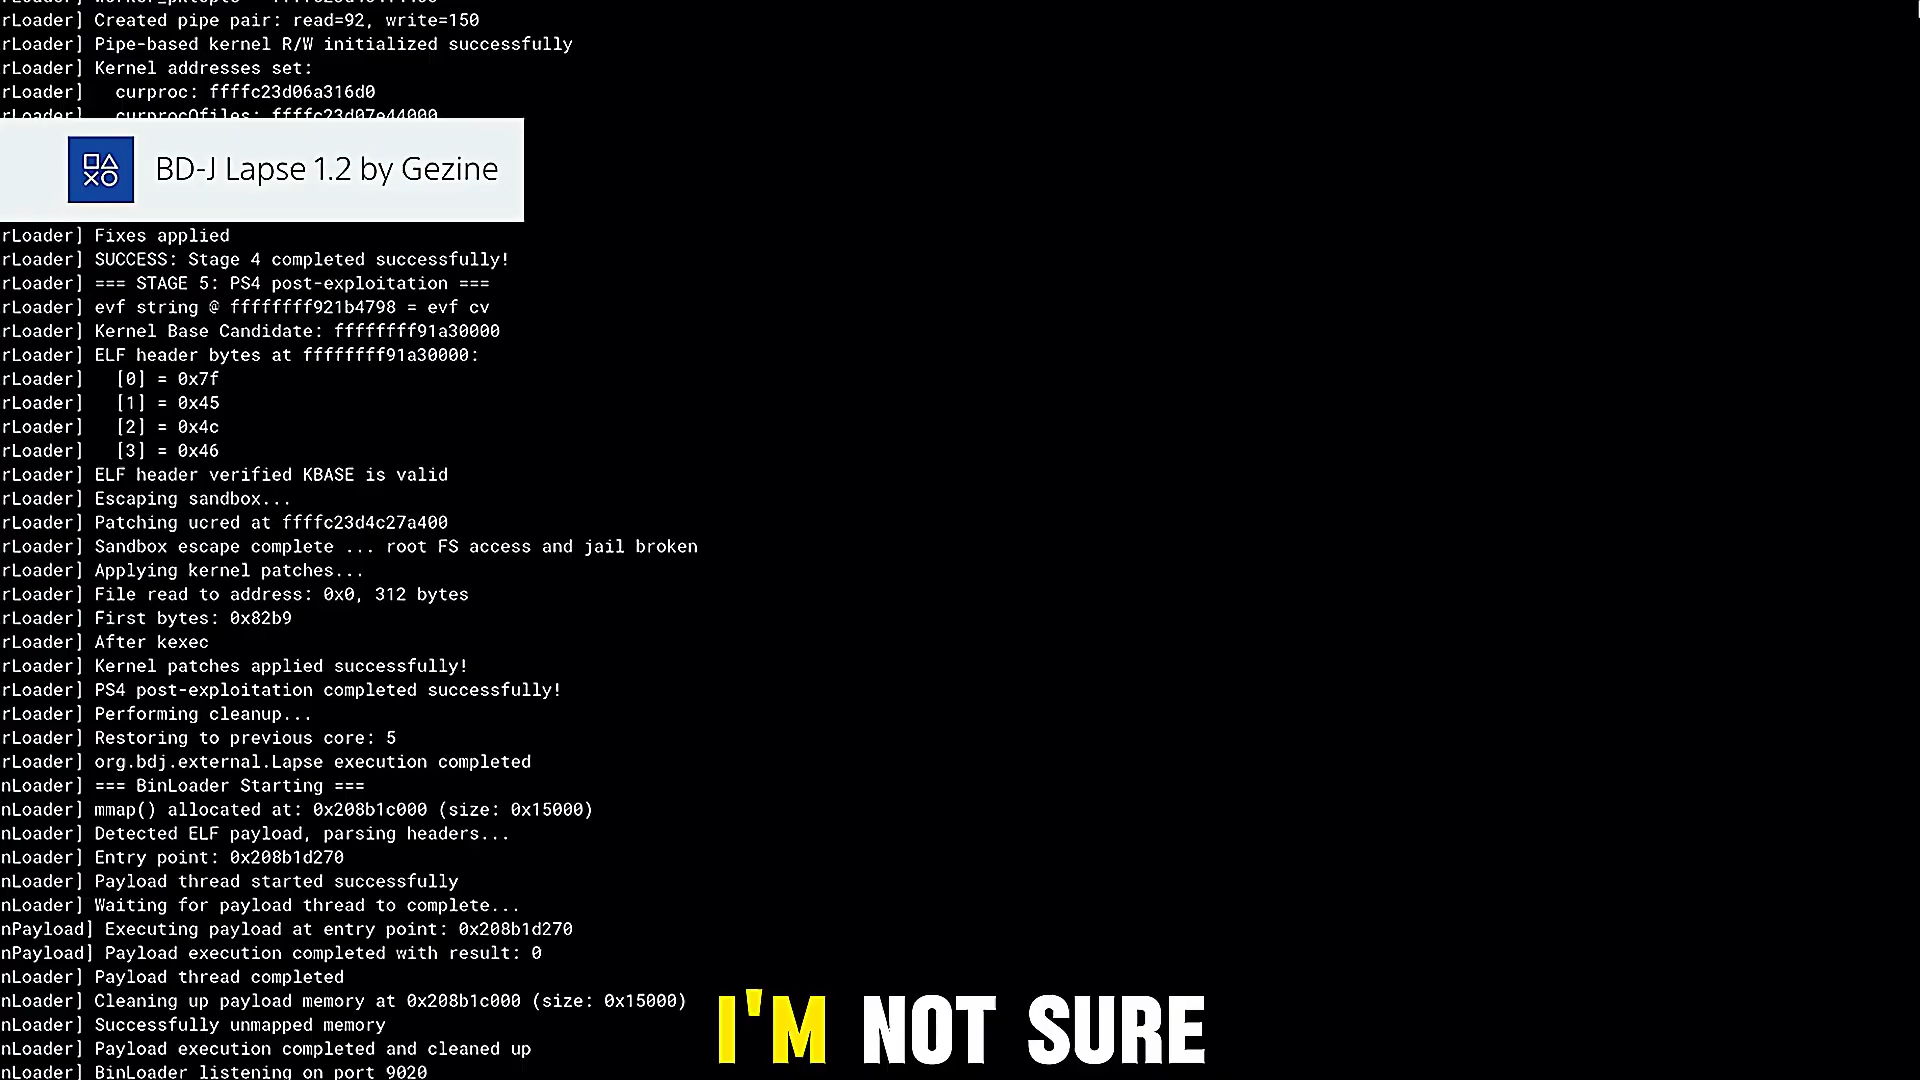 rLoader] Created pipe pair: read=92, write=150
rLoader] Pipe-based kernel R/W initialized successfully
rLoader] Kernel addresses set:
rLoader]   curproc: ffffc23d06a316d0
rLoader]   curprocOfiles: ffffc23d07e44000
BD-J Lapse 1.2 by Gezine
rLoader] Fixes applied
rLoader] SUCCESS: Stage 4 completed successfully!
rLoader] === STAGE 5: PS4 post-exploitation ===
rLoader] evf string @ ffffffff921b4798 = evf cv
rLoader] Kernel Base Candidate: ffffffff91a30000
rLoader] ELF header bytes at ffffffff91a30000:
rLoader]   [0] = 0x7f
rLoader]   [1] = 0x45
rLoader]   [2] = 0x4c
rLoader]   [3] = 0x46
rLoader] ELF header verified KBASE is valid
rLoader] Escaping sandbox...
rLoader] Patching ucred at ffffc23d4c27a400
rLoader] Sandbox escape complete ... root FS access and jail broken
rLoader] Applying kernel patches...
rLoader] File read to address: 0x0, 312 bytes
rLoader] First bytes: 0x82b9
rLoader] After kexec
rLoader] Kernel patches applied successfully!
rLoader] PS4 post-exploitation completed successfully!
rLoader] Performing cleanup...
rLoader] Restoring to previous core: 5
rLoader] org.bdj.external.Lapse execution completed
nLoader] === BinLoader Starting ===
nLoader] mmap() allocated at: 0x208b1c000 (size: 0x15000)
nLoader] Detected ELF payload, parsing headers...
nLoader] Entry point: 0x208b1d270
nLoader] Payload thread started successfully
nLoader] Waiting for payload thread to complete...
nPayload] Executing payload at entry point: 0x208b1d270
nPayload] Payload execution completed with result: 0
nLoader] Payload thread completed
nLoader] Cleaning up payload memory at 0x208b1c000 (size: 0x15000)
nLoader] Successfully unmapped memory
nLoader] Payload execution completed and cleaned up
nLoader] BinLoader listening on port 9020
I'M NOT SURE